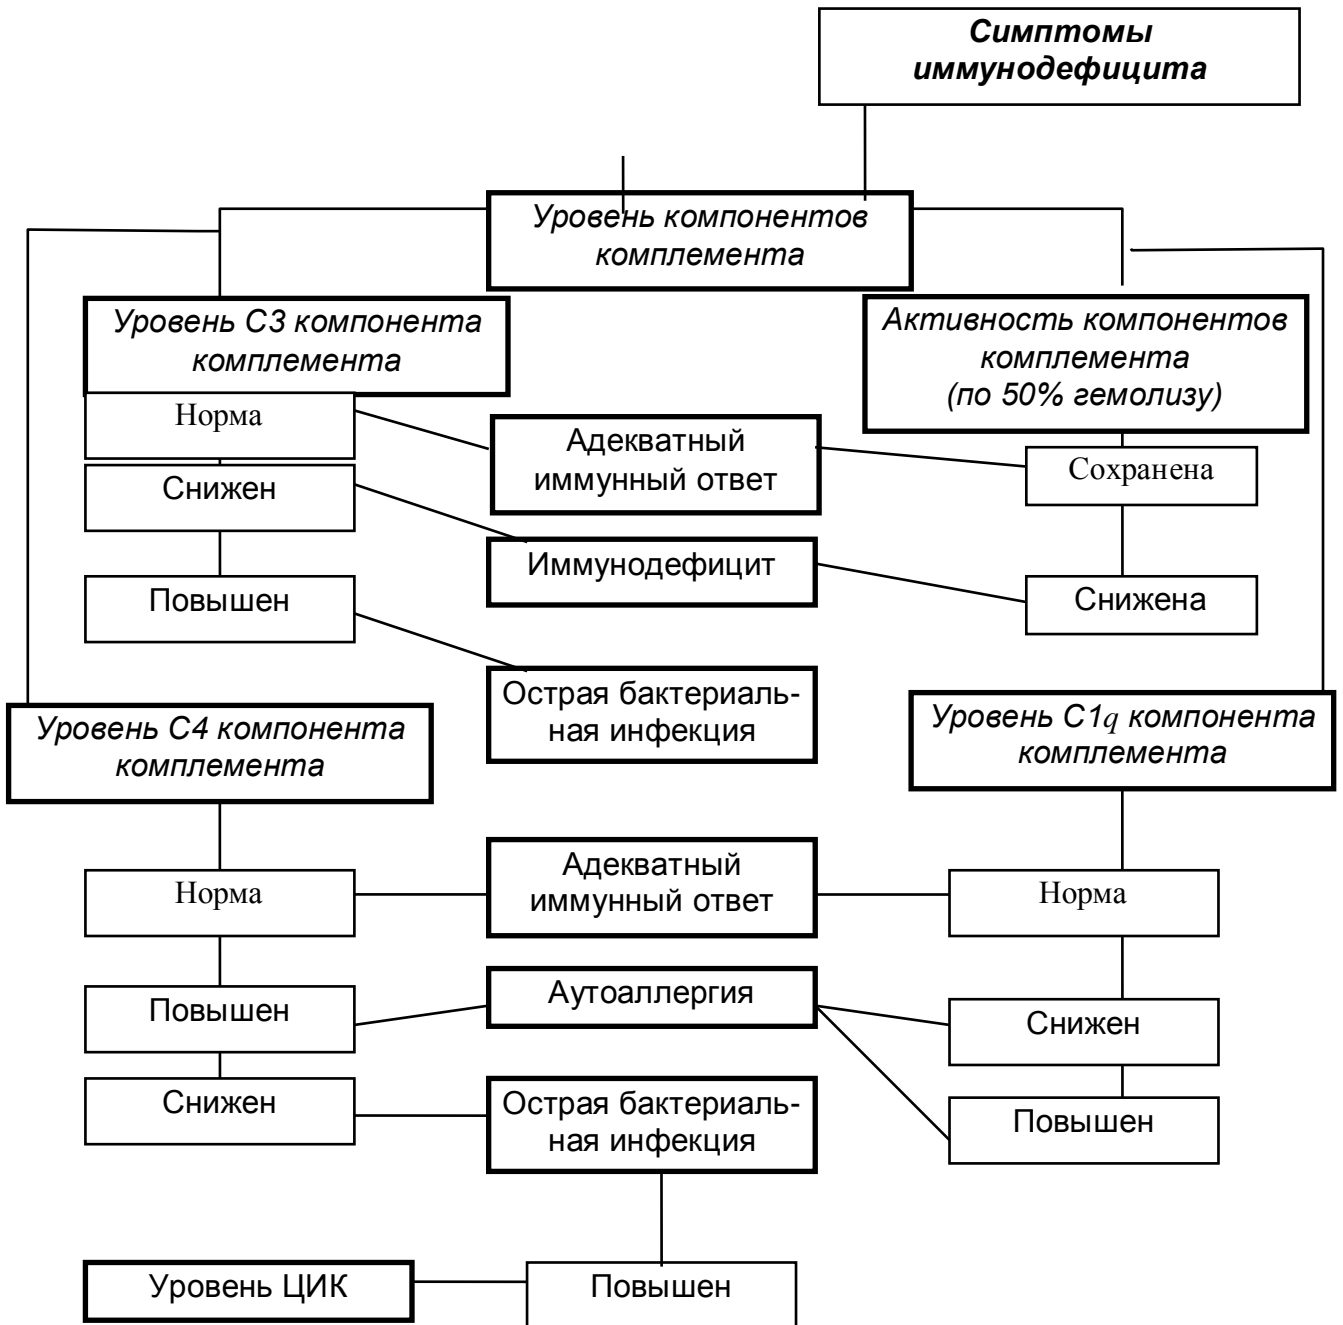 Симптомы
иммунодефицита
Уровень компонентов
комплемента
Уровень С3 компонента
комплемента
Активность компонентов
комплемента
(по 50% гемолизу)
Норма
Адекватный
иммунный ответ
Сохранена
Снижен
Иммунодефицит
Снижена
Повышен
Острая бактериаль-
ная инфекция
Уровень С4 компонента
комплемента
Уровень С1q компонента
комплемента
Норма
Адекватный
иммунный ответ
Норма
Повышен
Аутоаллергия
Снижен
Снижен
Острая бактериаль-
ная инфекция
Повышен
Уровень ЦИК
Повышен